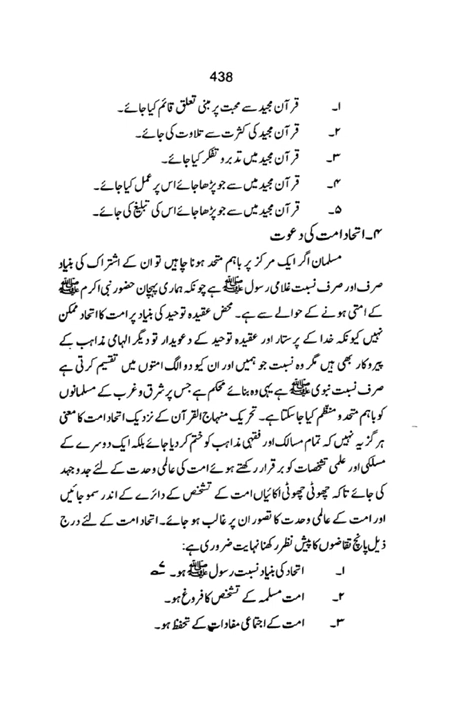 438
۱۔ قرآن مجید سے محبت پر مبنی تعلق قائم کیا جائے۔
۲۔ قرآن مجید کی کثرت سے تلاوت کی جائے۔
۳۔ قرآن مجید میں تدبر و تفکر کیا جائے۔
۴۔ قرآن مجید میں سے جو پڑھا جائے اس پر عمل کیا جائے۔
۵۔ قرآن مجید میں سے جو پڑھا جائے اس کی تبلیغ کی جائے۔
۴۔ اتحاد امت کی دعوت
مسلمان اگر ایک مرکز پر باہم متحد ہونا چاہیں تو ان کے اشتراک کی بنیاد
صرف اور صرف نسبت غلامی رسول ﷺ ہے چونکہ ہماری پہچان حضور نبی اکرم ﷺ
کے امتی ہونے کے حوالے سے ہے۔ محض عقیدہ توحید کی بنیاد پر امت کا اتحاد ممکن
نہیں کیونکہ خدا کے پرستار اور عقیدہ توحید کے دعویدار تو دیگر الہامی مذاہب کے
پیروکار بھی ہیں مگر وہ نسبت جو ہمیں اور ان کو دو الگ امتوں میں تقسیم کرتی ہے
صرف نسبت نبوی ﷺ ہے یہی وہ بنائے محکم ہے جس پر شرق و غرب کے مسلمانوں
کو باہم متحد و منظم کیا جا سکتا ہے۔ تحریک منہاج القرآن کے نزدیک اتحاد امت کا معنی
ہرگز یہ نہیں کہ تمام مسالک اور فقہی مذاہب کو ختم کر دیا جائے بلکہ ایک دوسرے کے
مسلکی اور علمی تشخصات کو برقرار رکھتے ہوئے امت کی عالمی وحدت کے لئے جدوجہد
کی جائے تاکہ چھوٹی چھوٹی اکائیاں امت کے تشخص کے دائرے کے اندر سمو جائیں
اور امت کے عالمی وحدت کا تصور ان پر غالب ہو جائے۔ اتحاد امت کے لئے درج
ذیل پانچ تقاضوں کا پیش نظر رکھنا نہایت ضروری ہے:
۱۔ اتحاد کی بنیاد نسبت رسول ﷺ ہو۔
۲۔ امت مسلمہ کے تشخص کا فروغ ہو۔
۳۔ امت کے اجتماعی مفادات کے تحفظ ہو۔